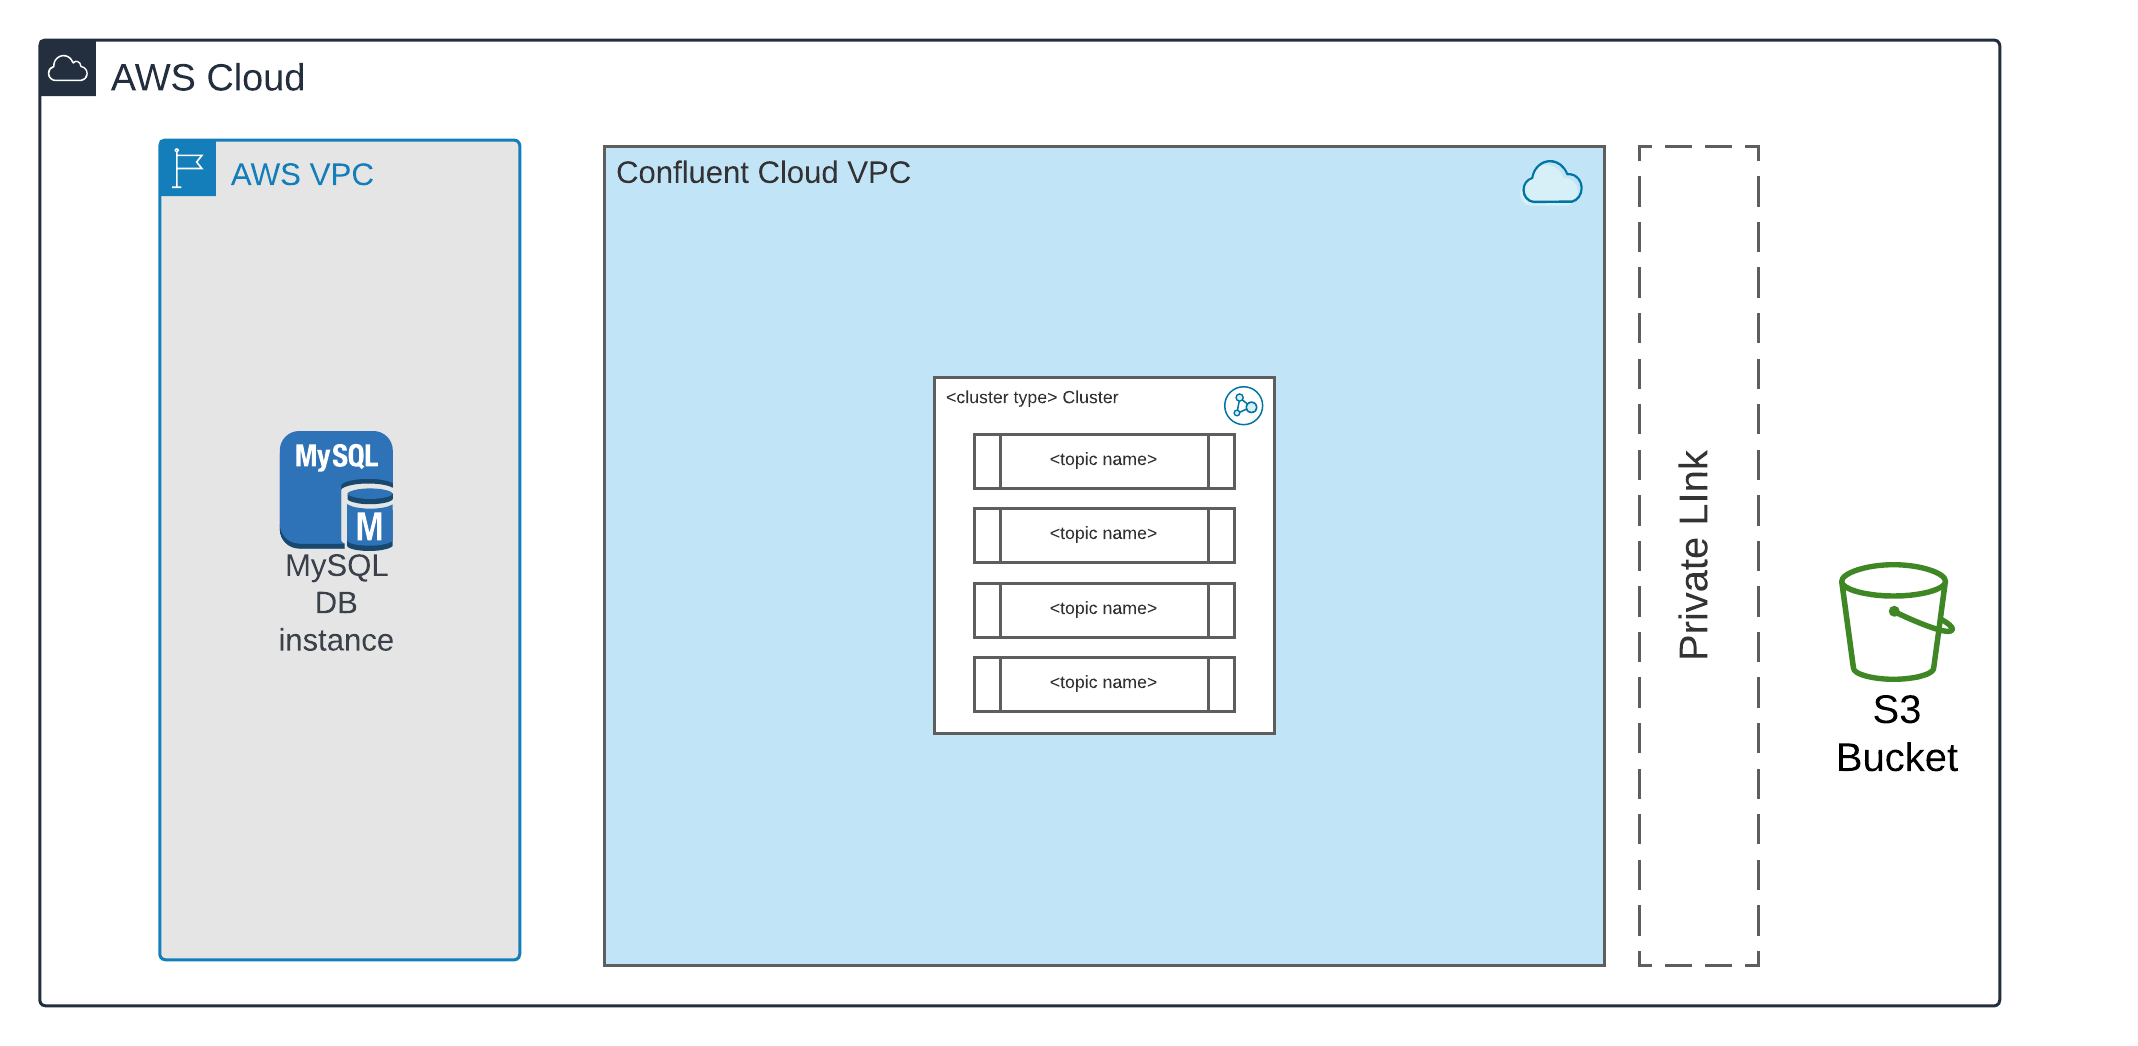 AWS Cloud
AWS VPC
MySQL
M
MySQL
DB
instance
Confluent Cloud VPC
<cluster type> Cluster
<topic name>
<topic name>
<topic name>
<topic name>
Private LInk
S3
Bucket